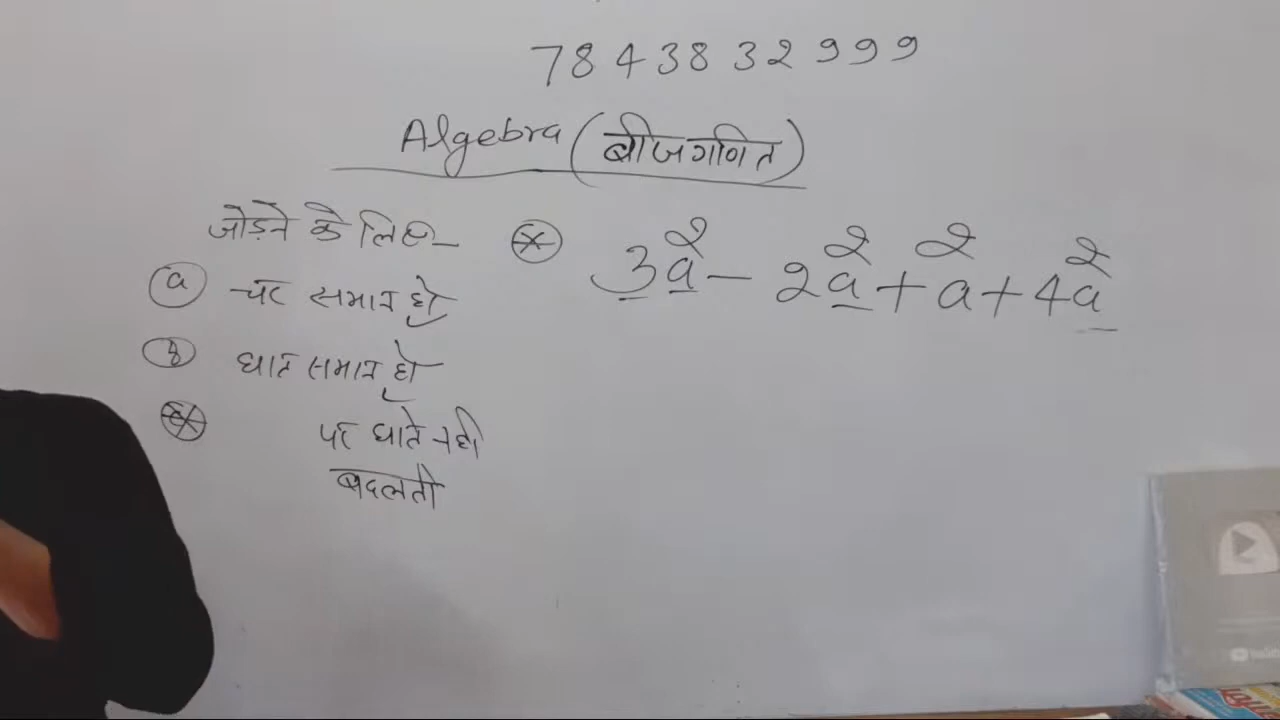 7843832999
Algebra (बीजगणित)
जोड़ने के लिए
a चर समान हो
b घात समान हो
पर घाते नही
बदलती
3a² - 2a² + a² + 4a²